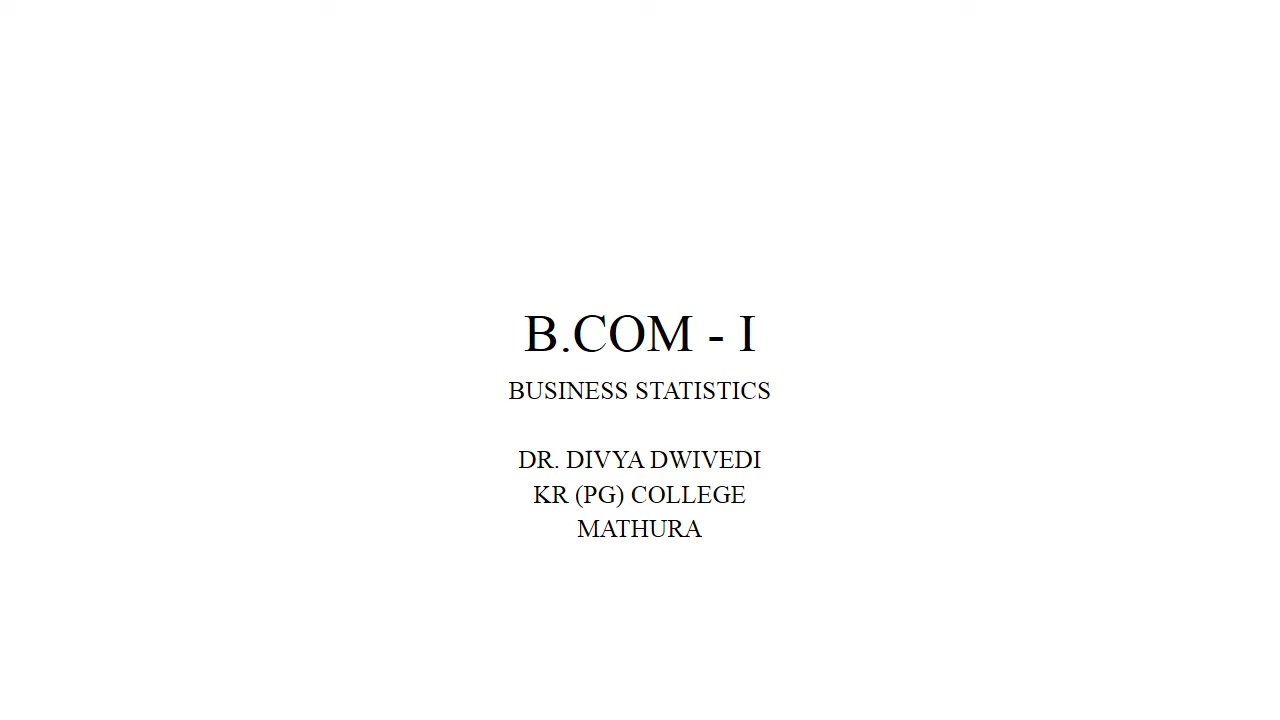 B.COM - I
BUSINESS STATISTICS
DR. DIVYA DWIVEDI
KR (PG) COLLEGE
MATHURA